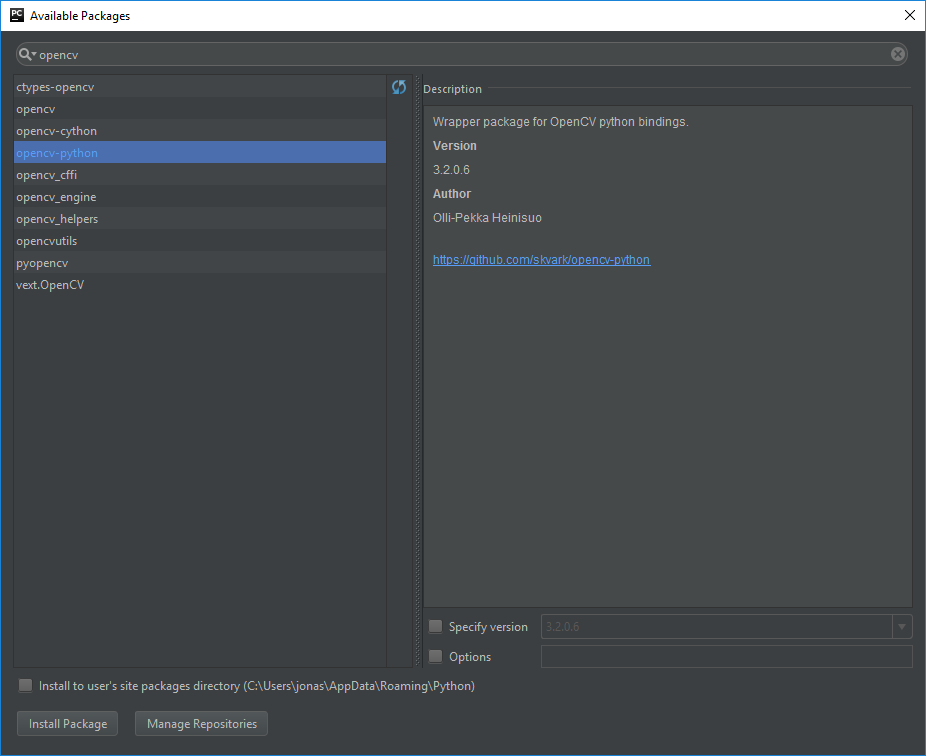 PC Available Packages
opencv
ctypes-opencv
opencv
opencv-cython
opencv-python
opencv_cffi
opencv_engine
opencv_helpers
opencvutils
pyopencv
vext.OpenCV
Description
Wrapper package for OpenCV python bindings.
Version
3.2.0.6
Author
Olli-Pekka Heinisuo
https://github.com/skvark/opencv-python
Specify version 3.2.0.6
Options
Install to user's site packages directory (C:\Users\jonas\AppData\Roaming\Python)
Install Package Manage Repositories